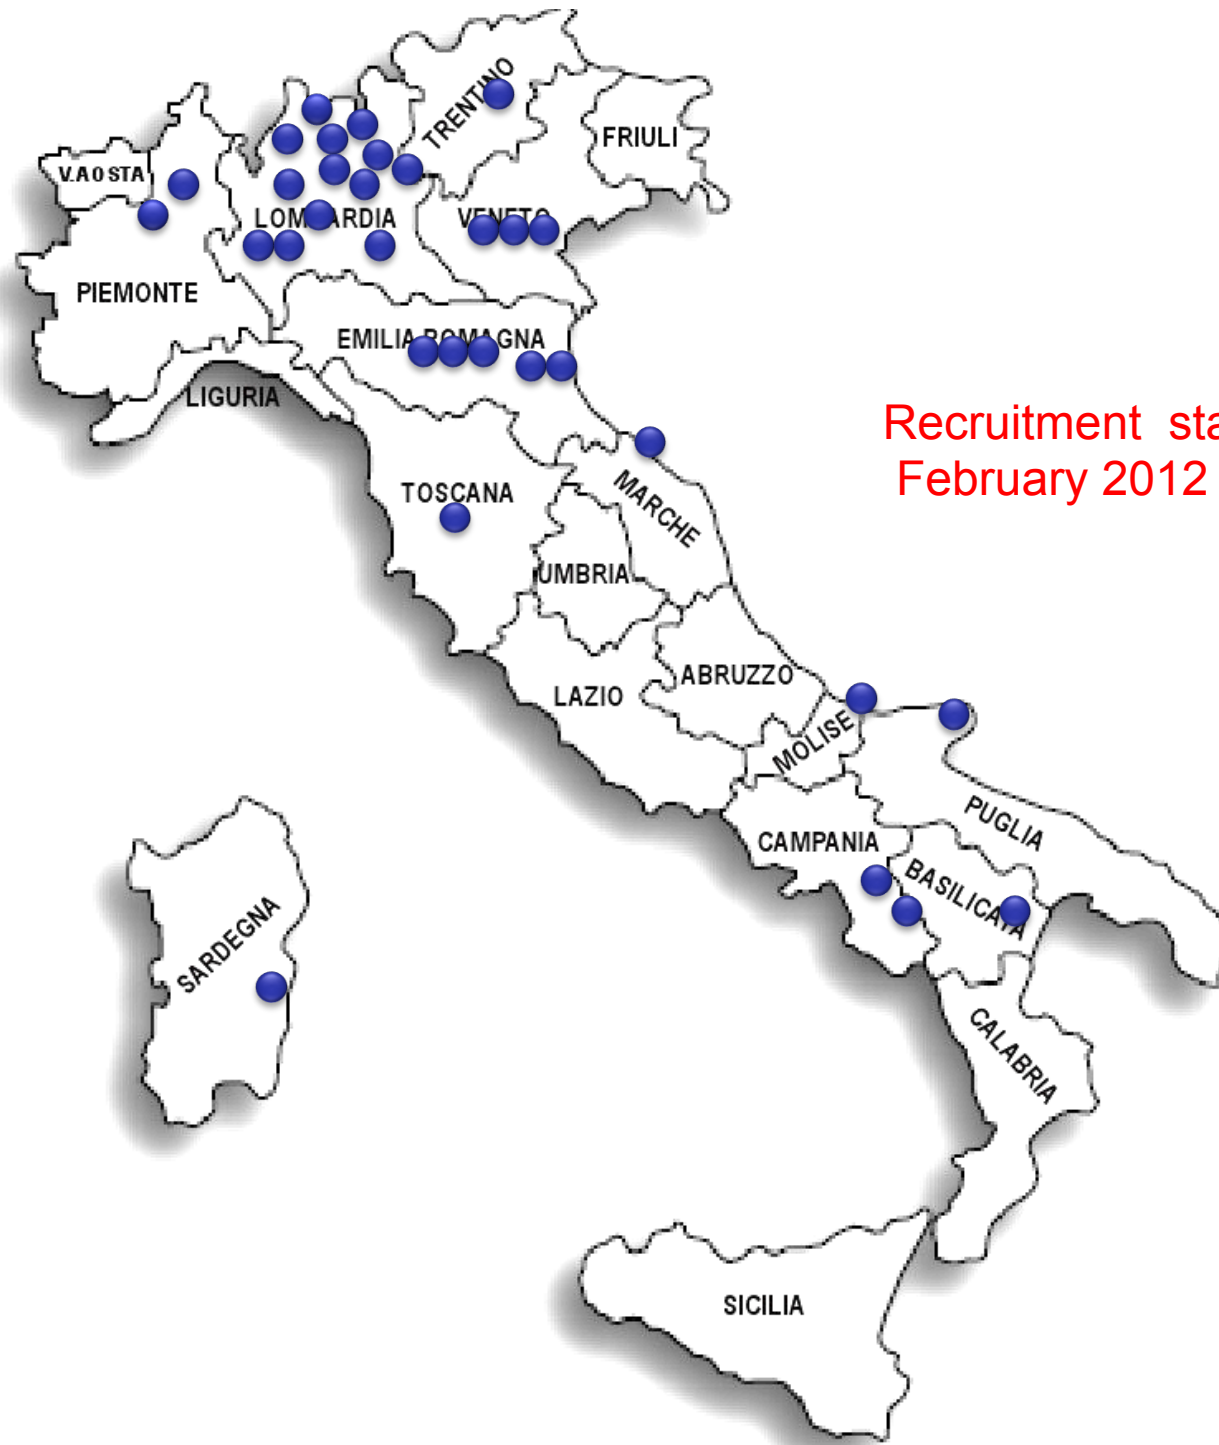 TRENTINO
FRIULI
V.AOSTA
LOMBARDIA
VENETO
PIEMONTE
EMILIA ROMAGNA
LIGURIA
Recruitment sta
February 2012
TOSCANA
MARCHE
UMBRIA
ABRUZZO
LAZIO
MOLISE
PUGLIA
CAMPANIA
BASILICATA
SARDEGNA
CALABRIA
SICILIA